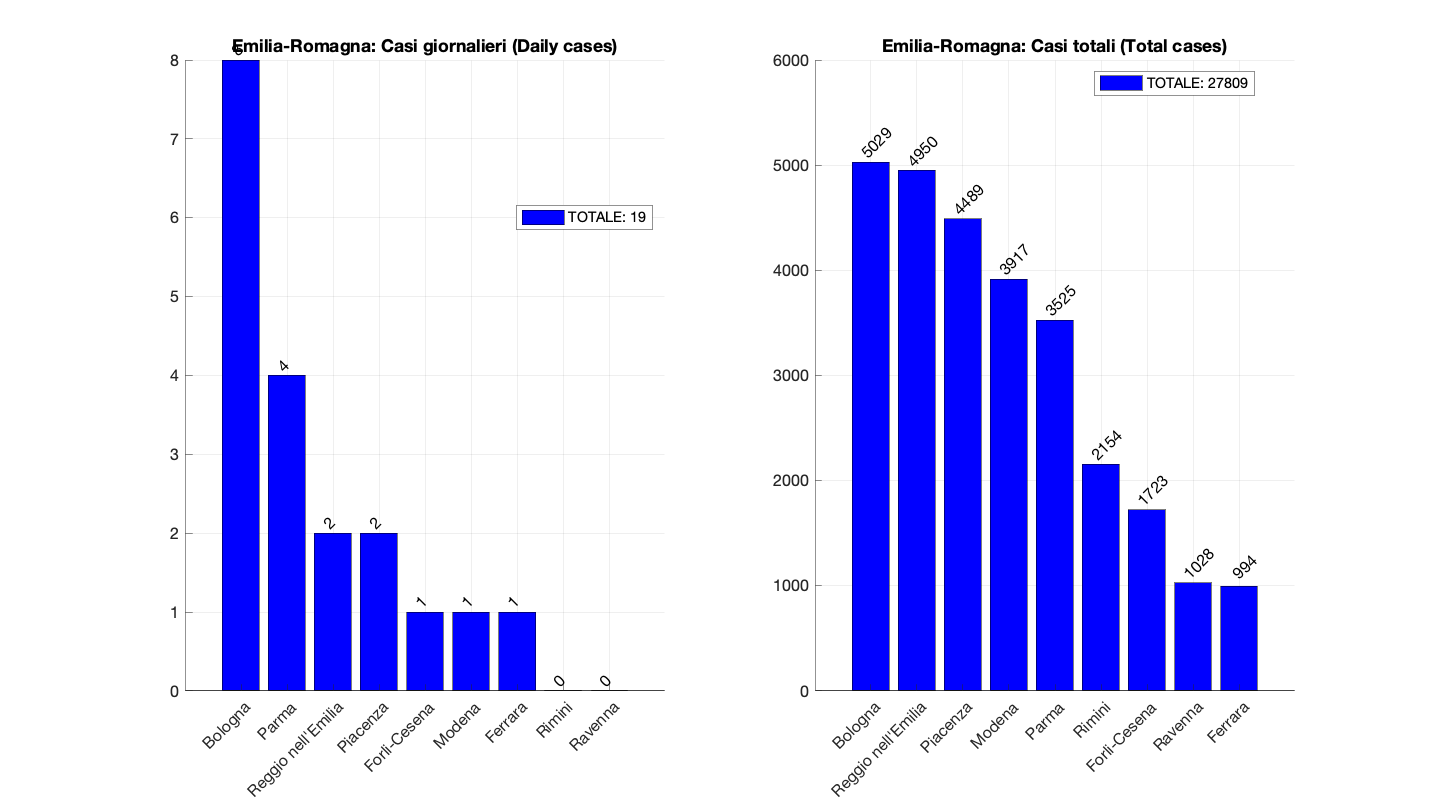 Emilia-Romagna: Casi giornalieri (Daily cases)
8
7
6
5
4
3
2
1
0
TOTALE: 19
4
2
2
1
1
1
0
0
Bologna
Parma
Reggio nell'Emilia
Piacenza
Forlì-Cesena
Modena
Ferrara
Rimini
Ravenna
Emilia-Romagna: Casi totali (Total cases)
6000
5000
4000
3000
2000
1000
0
TOTALE: 27809
5029
4950
4489
3917
3525
2154
1723
1028
994
Bologna
Reggio nell'Emilia
Piacenza
Modena
Parma
Rimini
Forlì-Cesena
Ravenna
Ferrara